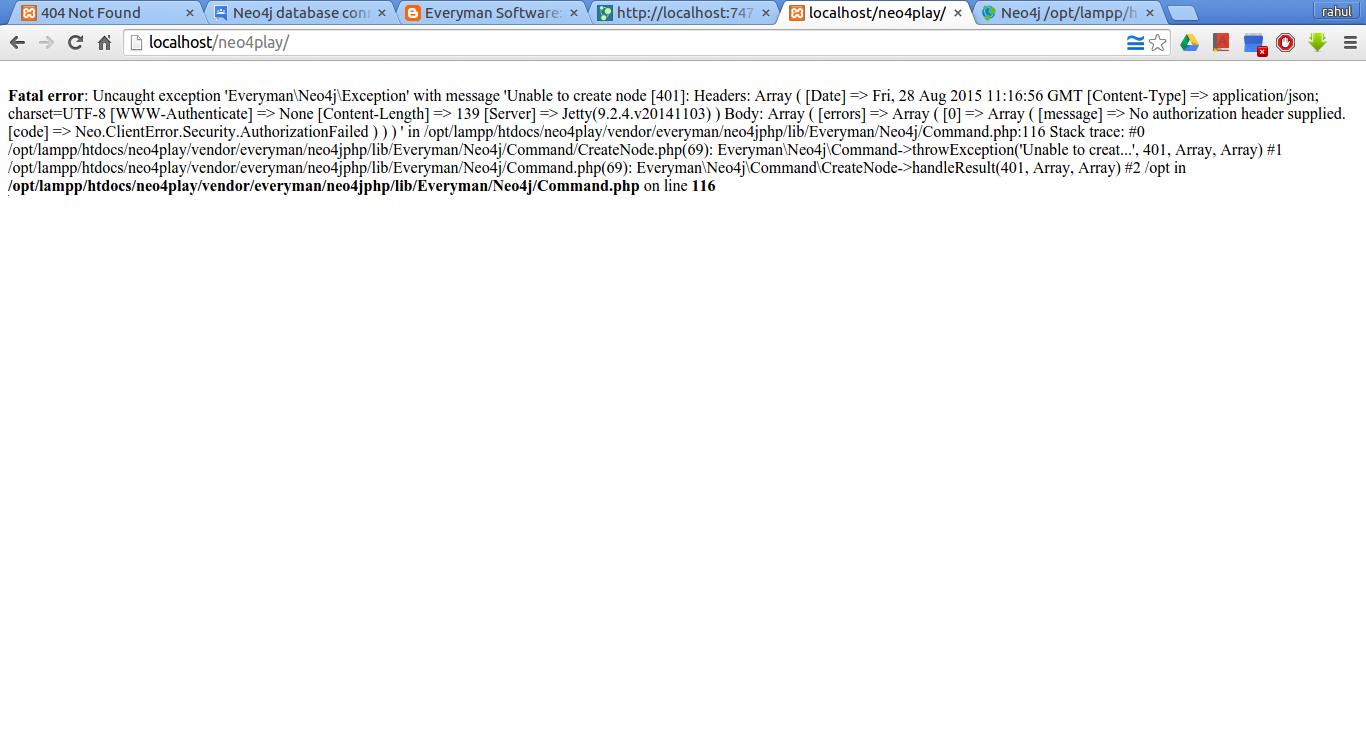 404 Not Found
Neo4j database conn
Everyman Software:
http://localhost:747
localhost/neo4play/
Neo4j /opt/lampp/h
rahul
localhost/neo4play/
Fatal error: Uncaught exception 'Everyman\Neo4j\Exception' with message 'Unable to create node [401]: Headers: Array ( [Date] => Fri, 28 Aug 2015 11:16:56 GMT [Content-Type] => application/json;
charset=UTF-8 [WWW-Authenticate] => None [Content-Length] => 139 [Server] => Jetty(9.2.4.v20141103) ) Body: Array ( [errors] => Array ( [0] => Array ( [message] => No authorization header supplied.
[code] => Neo.ClientError.Security.AuthorizationFailed ) ) ) ' in /opt/lampp/htdocs/neo4play/vendor/everyman/neo4jphp/lib/Everyman/Neo4j/Command.php:116 Stack trace: #0
/opt/lampp/htdocs/neo4play/vendor/everyman/neo4jphp/lib/Everyman/Neo4j/Command/CreateNode.php(69): Everyman\Neo4j\Command->throwException('Unable to creat...', 401, Array, Array) #1
/opt/lampp/htdocs/neo4play/vendor/everyman/neo4jphp/lib/Everyman/Neo4j/Command.php(69): Everyman\Neo4j\Command\CreateNode->handleResult(401, Array, Array) #2 /opt in
/opt/lampp/htdocs/neo4play/vendor/everyman/neo4jphp/lib/Everyman/Neo4j/Command.php on line 116